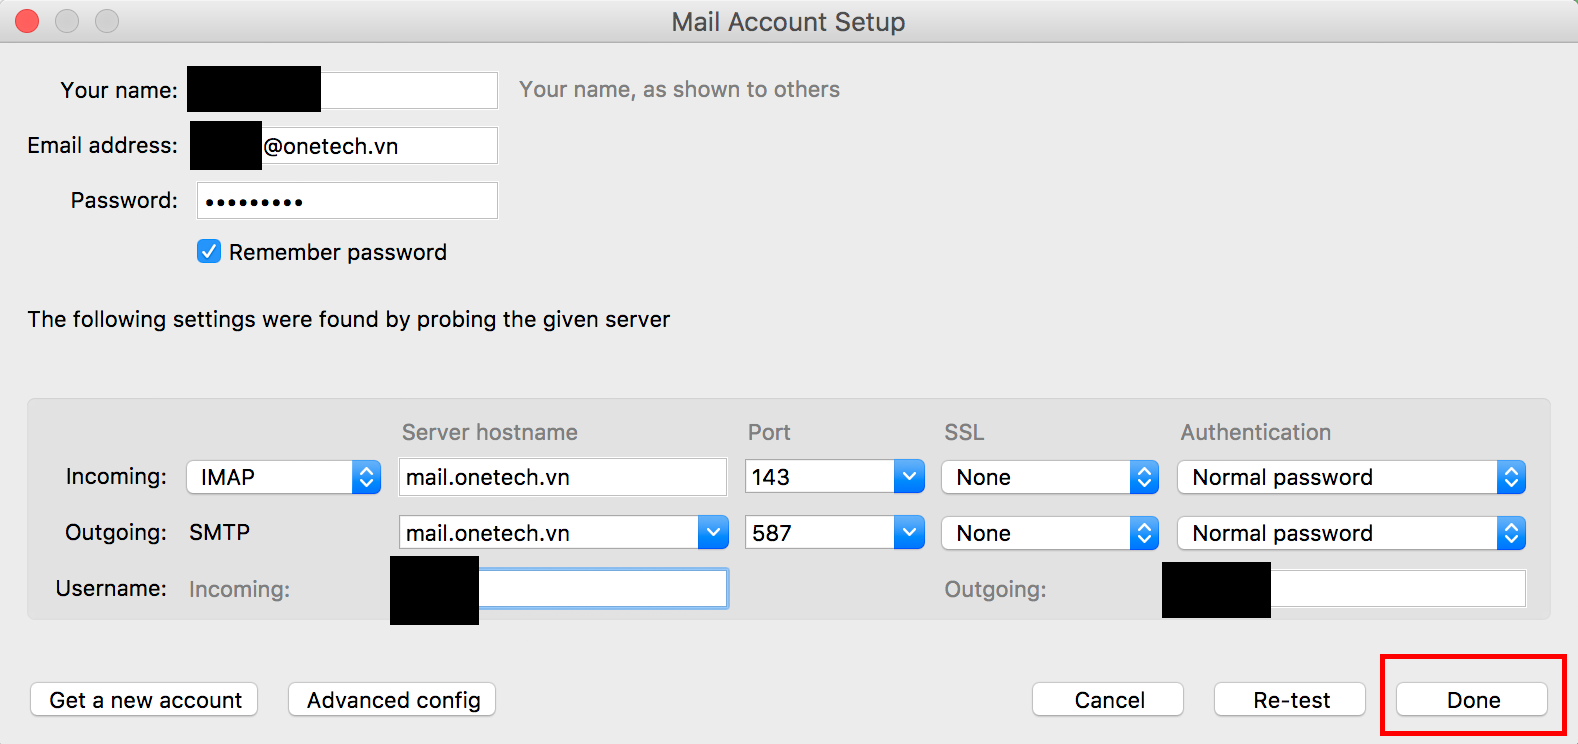 Mail Account Setup
Your name: Your name, as shown to others
Email address: @onetech.vn
Password: •••••••••
Remember password
The following settings were found by probing the given server
Server hostname Port SSL Authentication
Incoming: IMAP mail.onetech.vn 143 None Normal password
Outgoing: SMTP mail.onetech.vn 587 None Normal password
Username: Incoming: Outgoing:
Get a new account Advanced config Cancel Re-test Done